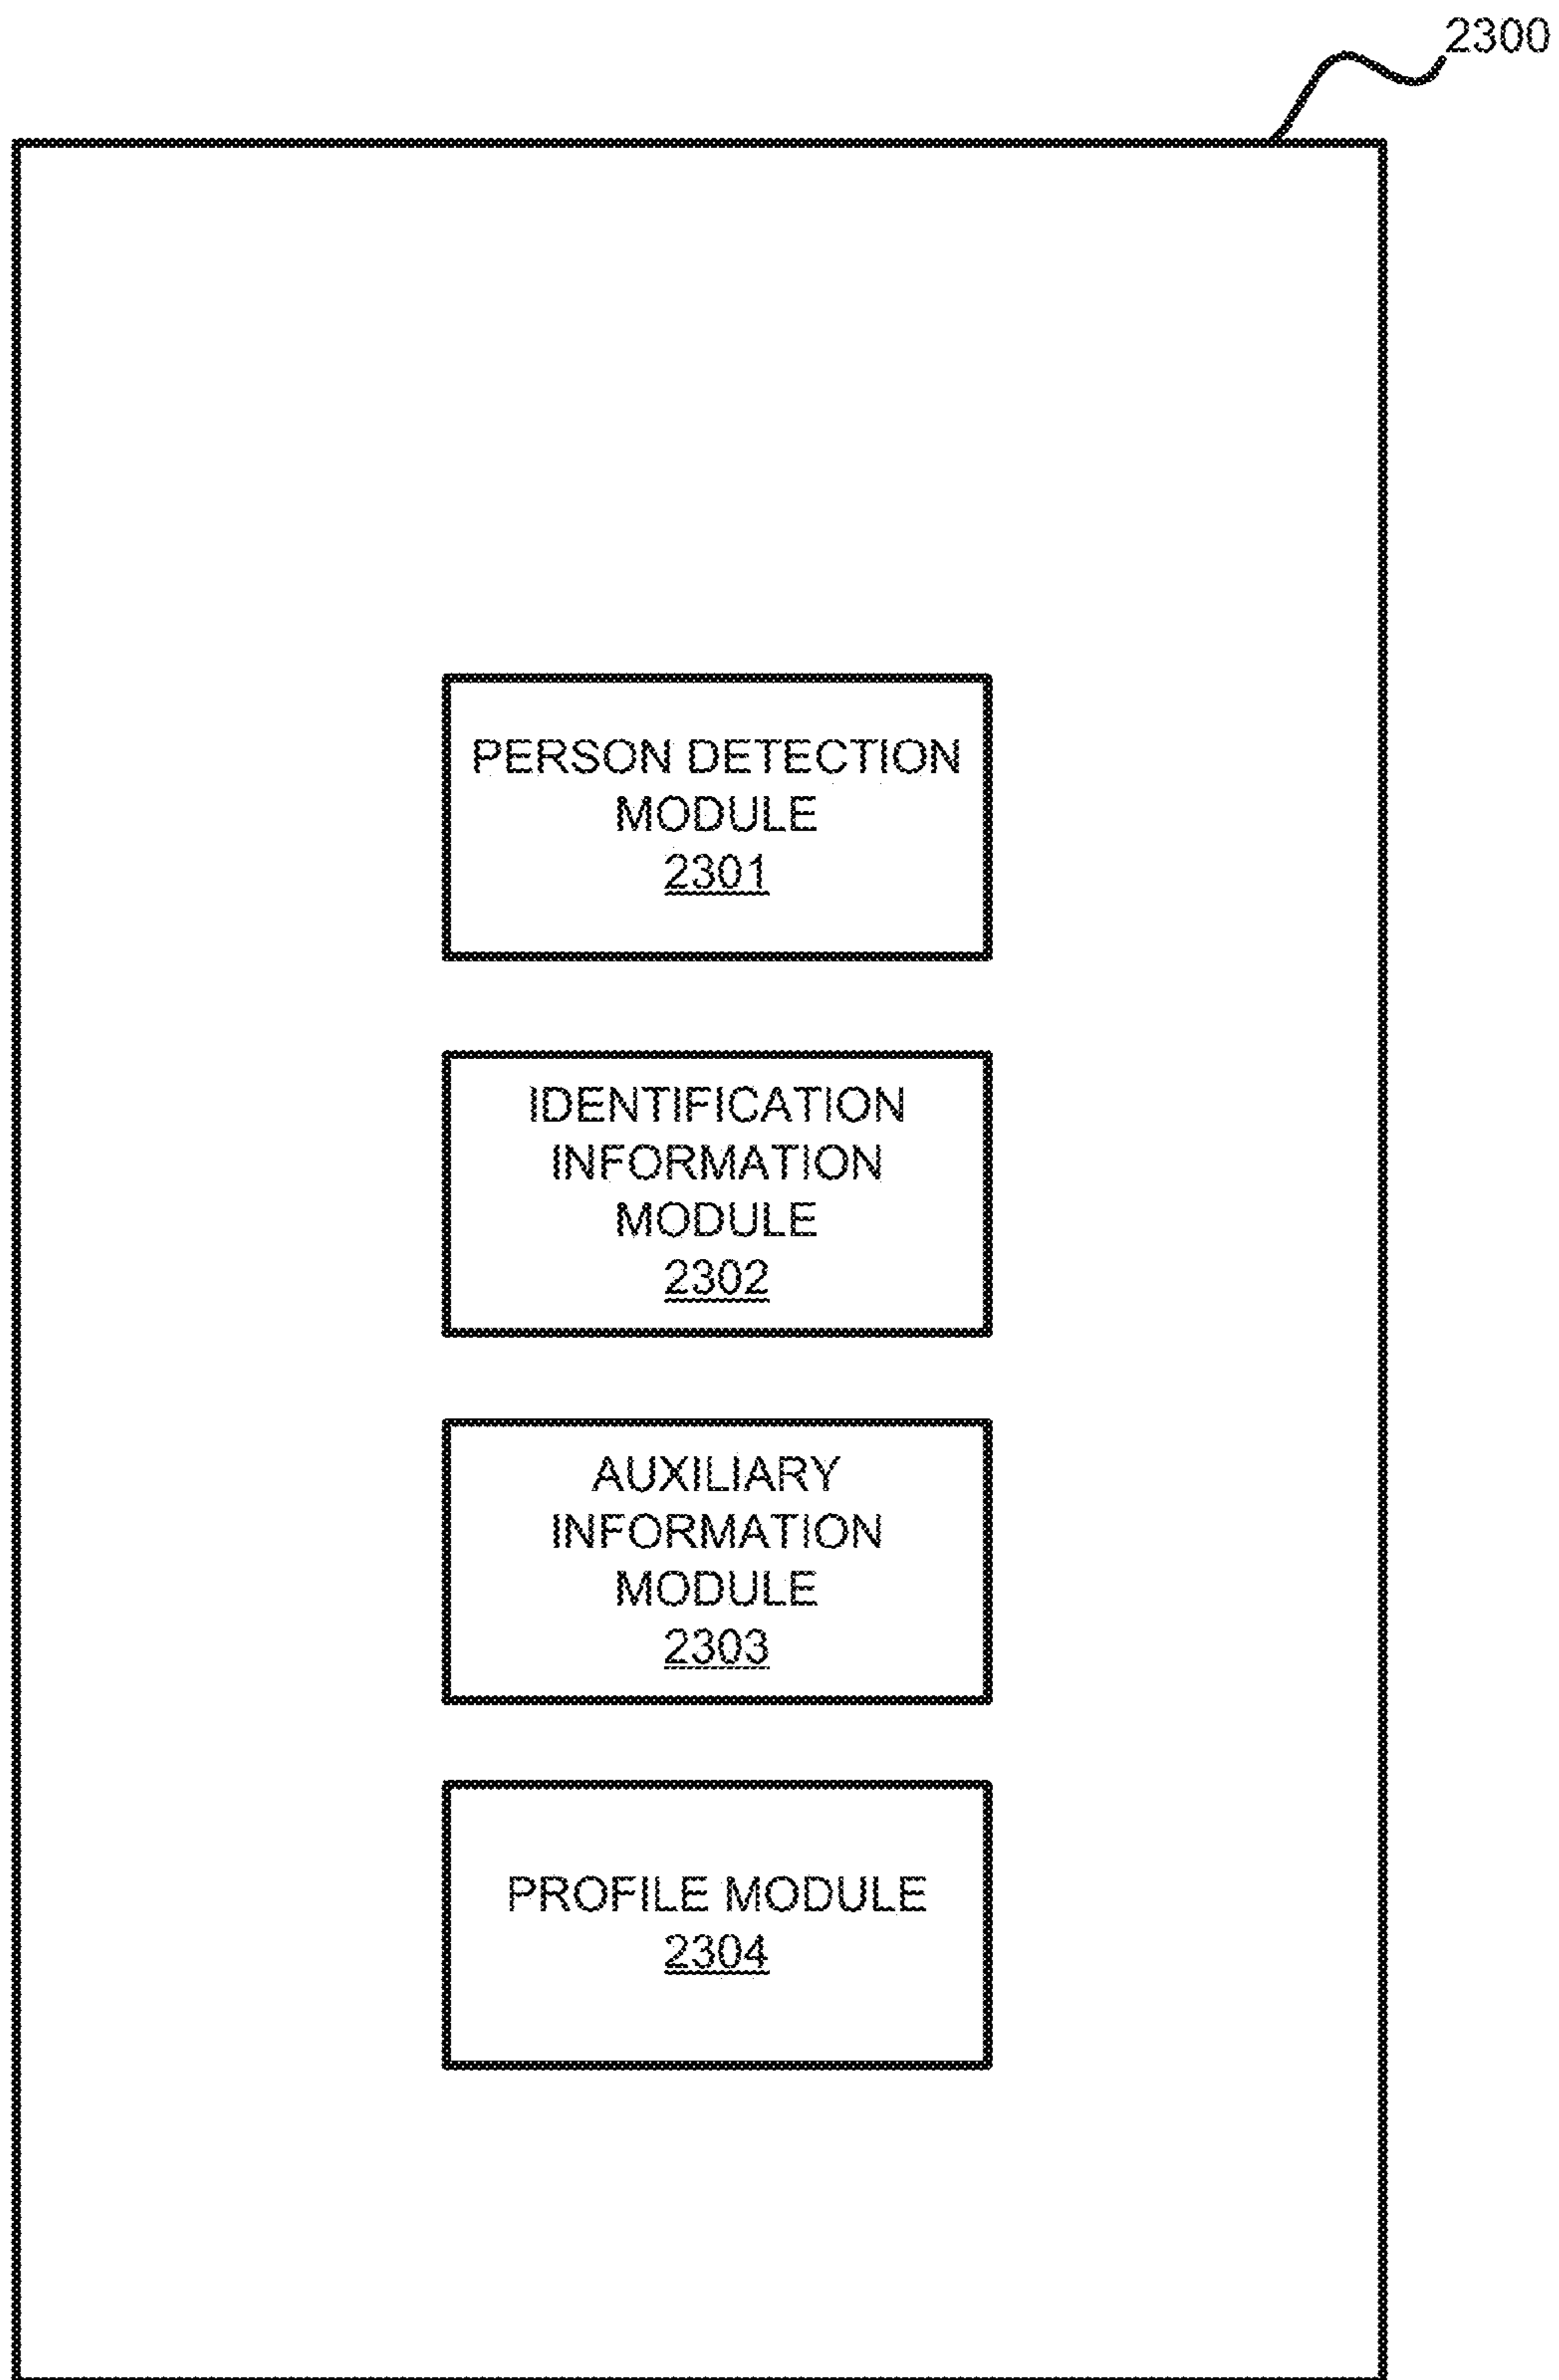 2300
PERSON DETECTION
MODULE
2301
IDENTIFICATION
INFORMATION
MODULE
2302
AUXILIARY
INFORMATION
MODULE
2303
PROFILE MODULE
2304